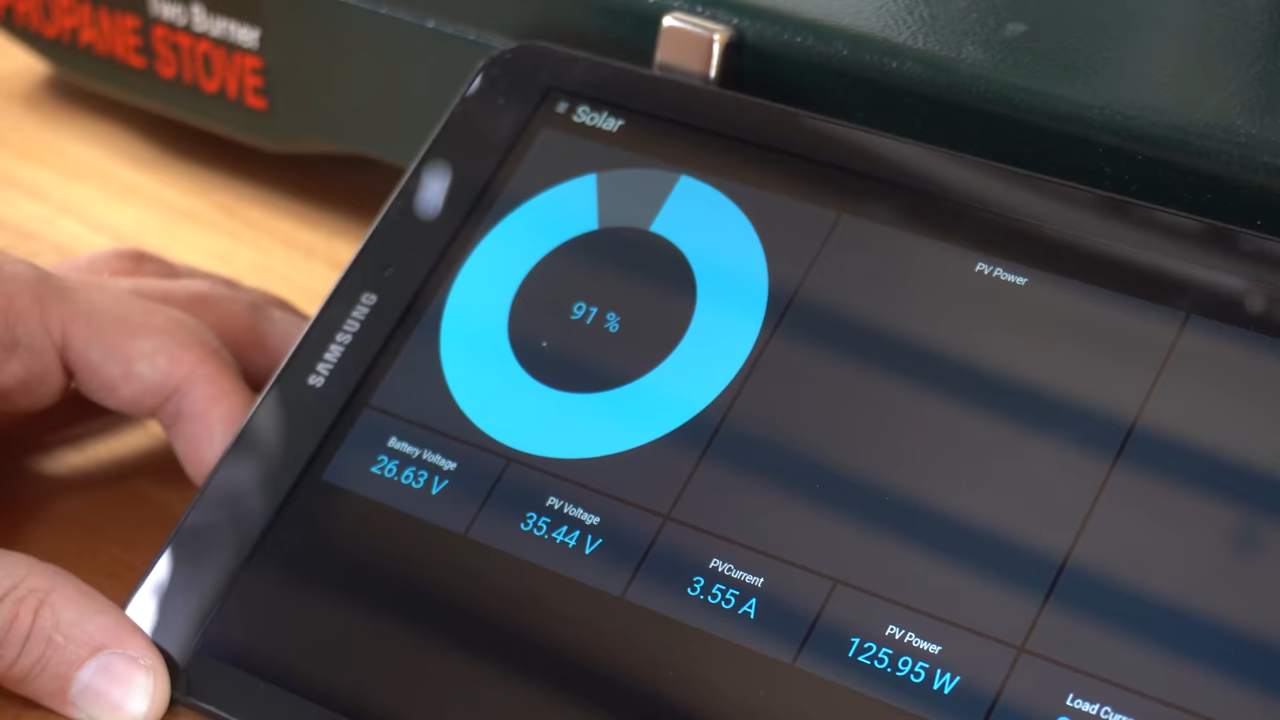 Two Burner
PROPANE STOVE
SAMSUNG
Solar
91 %
PV Power
Battery Voltage
26.63 V
PV Voltage
35.44 V
PVCurrent
3.55 A
PV Power
125.95 W
Load